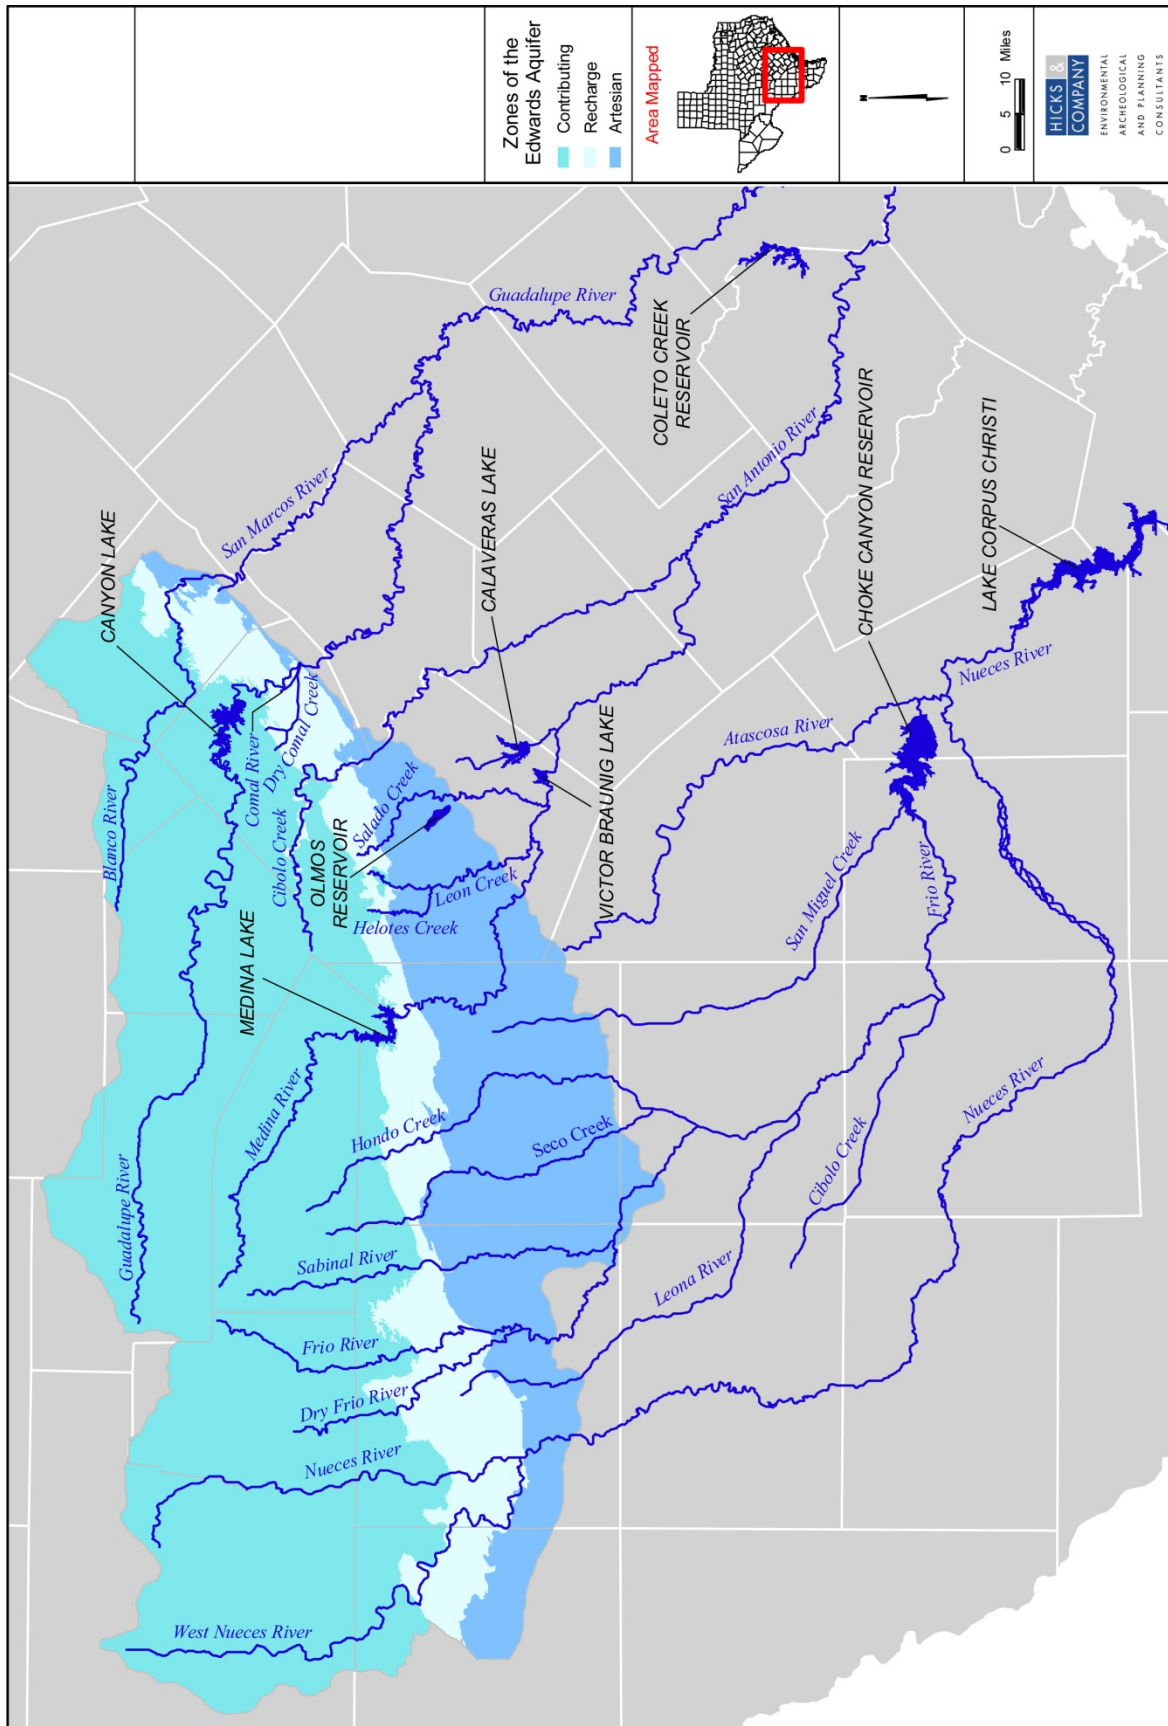 Zones of the
Edwards Aquifer
Contributing
Recharge
Artesian
Area Mapped
N
0 5 10 Miles
HICKS &
COMPANY
ENVIRONMENTAL
ARCHEOLOGICAL
AND PLANNING
CONSULTANTS
West Nueces River
Nueces River
Dry Frio River
Frio River
Sabinal River
Guadalupe River
Medina River
Hondo Creek
Seco Creek
Leona River
Cibolo Creek
Nueces River
MEDINA LAKE
Blanco River
Cibolo Creek
OLMOS
RESERVOIR
Helotes Creek
Leon Creek
Salado Creek
Comal River
Dry Comal Creek
CANYON LAKE
San Marcos River
Guadalupe River
CALAVERAS LAKE
VICTOR BRAUNIG LAKE
San Antonio River
COLETO CREEK
RESERVOIR
Atascosa River
San Miguel Creek
Frio River
CHOKE CANYON RESERVOIR
Nueces River
LAKE CORPUS CHRISTI